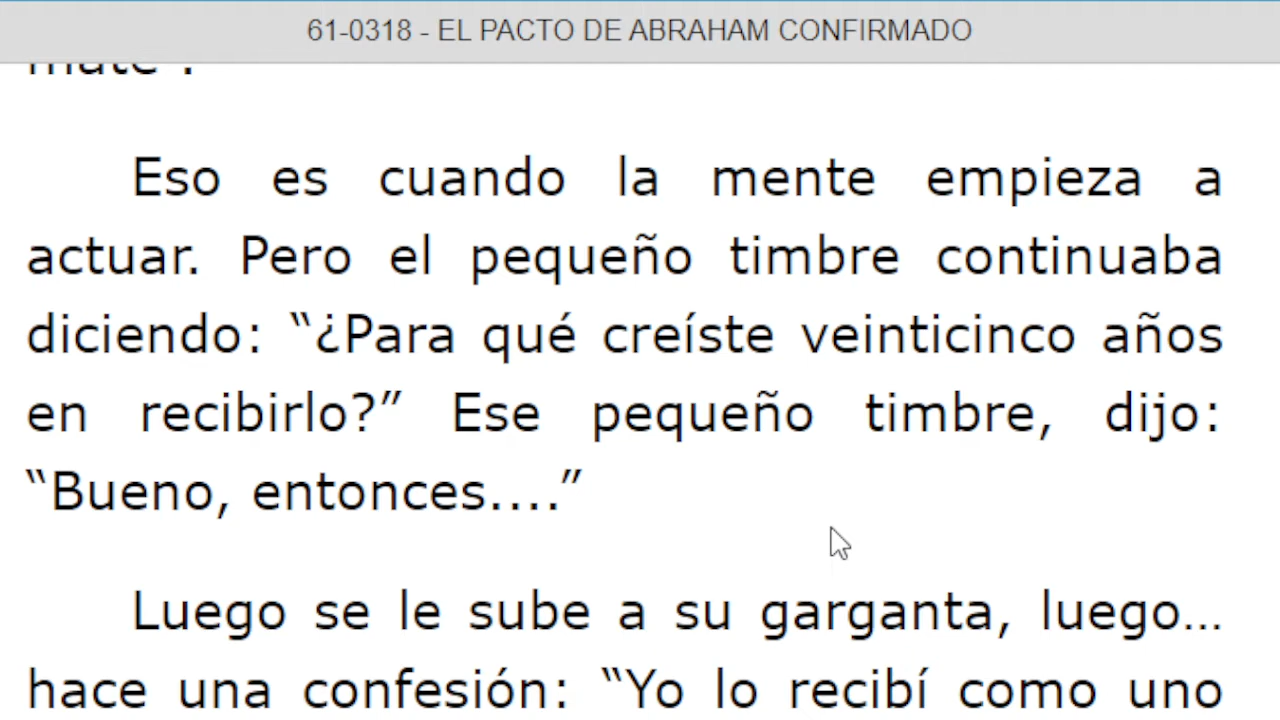 61-0318 - EL PACTO DE ABRAHAM CONFIRMADO
Eso es cuando la mente empieza a
actuar. Pero el pequeño timbre continuaba
diciendo: “¿Para qué creíste veinticinco años
en recibirlo?” Ese pequeño timbre, dijo:
“Bueno, entonces....”
Luego se le sube a su garganta, luego...
hace una confesión: “Yo lo recibí como uno